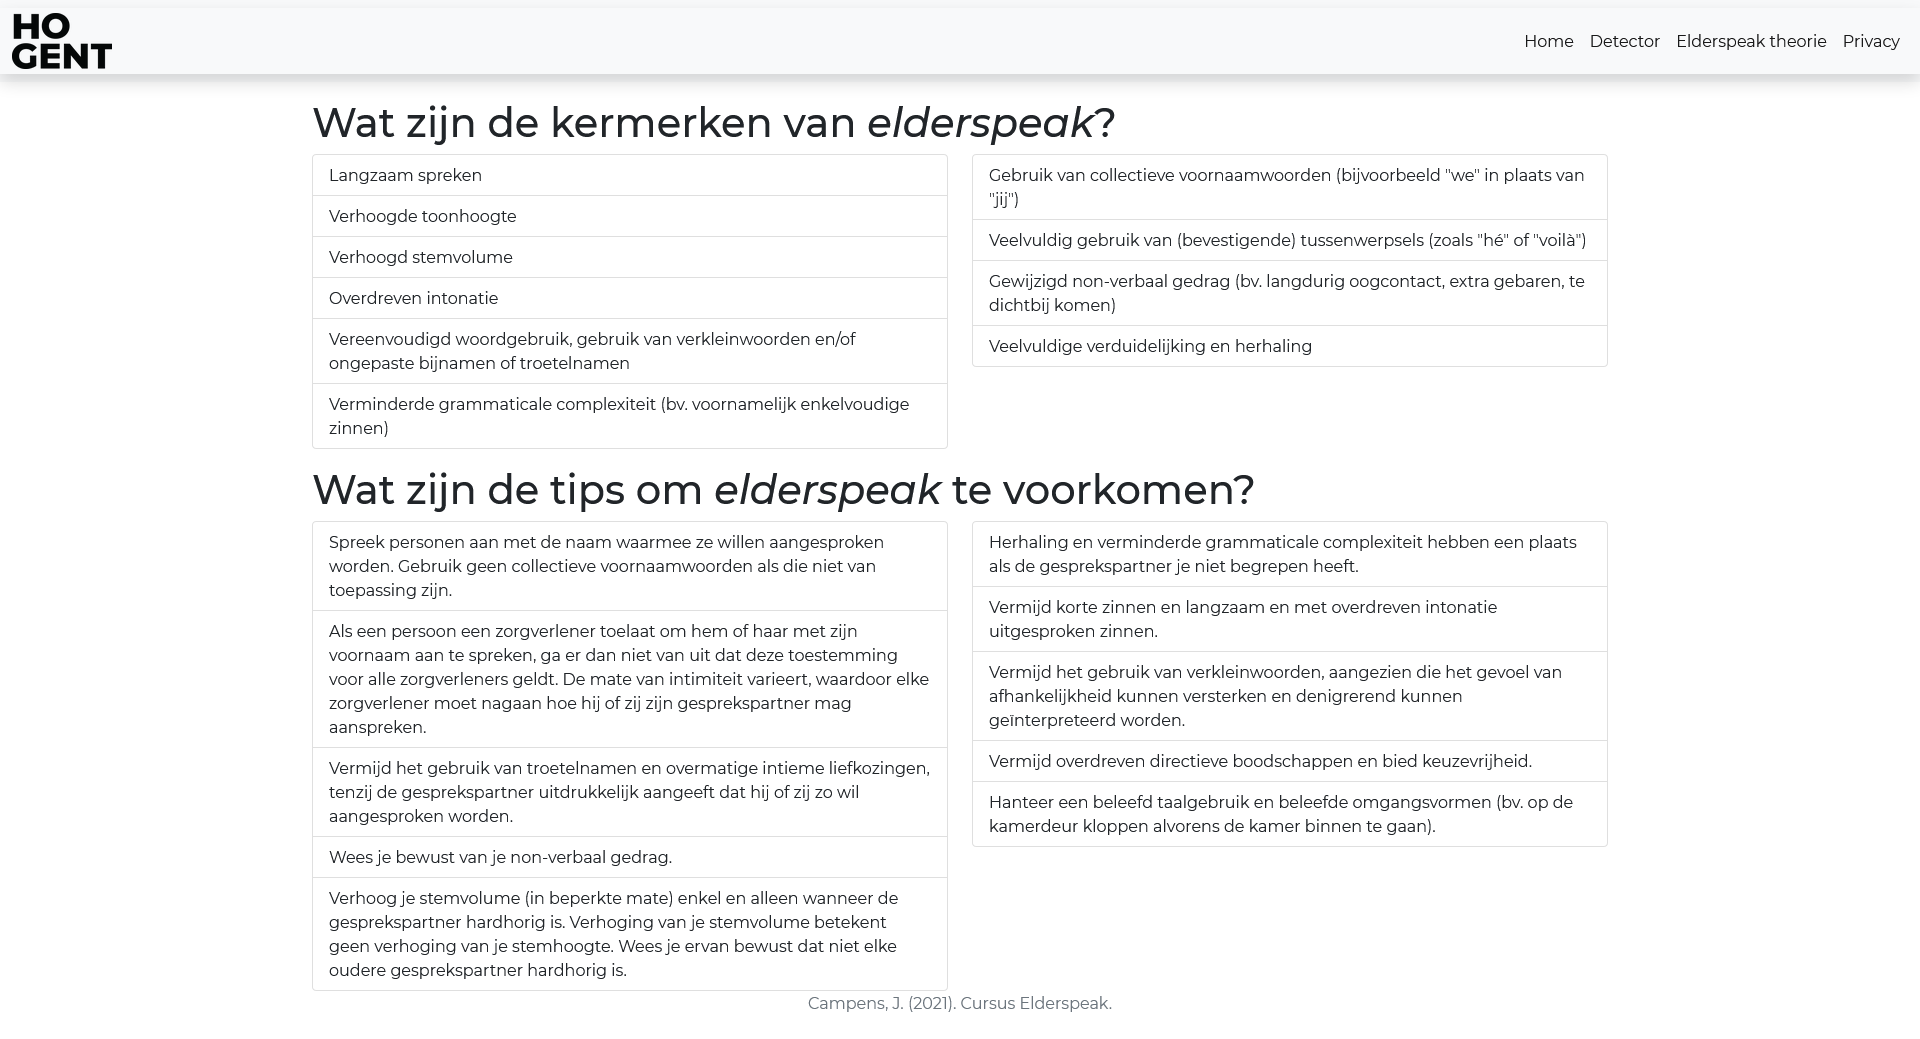 HO
GENT
Home Detector Elderspeak theorie Privacy
Wat zijn de kermerken van elderspeak?
Langzaam spreken
Verhoogde toonhoogte
Verhoogd stemvolume
Overdreven intonatie
Vereenvoudigd woordgebruik, gebruik van verkleinwoorden en/of
ongepaste bijnamen of troetelnamen
Verminderde grammaticale complexiteit (bv. voornamelijk enkelvoudige
zinnen)
Gebruik van collectieve voornaamwoorden (bijvoorbeeld "we" in plaats van
"jij")
Veelvuldig gebruik van (bevestigende) tussenwerpsels (zoals "hé" of "voilà")
Gewijzigd non-verbaal gedrag (bv. langdurig oogcontact, extra gebaren, te
dichtbij komen)
Veelvuldige verduidelijking en herhaling
Wat zijn de tips om elderspeak te voorkomen?
Spreek personen aan met de naam waarmee ze willen aangesproken
worden. Gebruik geen collectieve voornaamwoorden als die niet van
toepassing zijn.
Als een persoon een zorgverlener toelaat om hem of haar met zijn
voornaam aan te spreken, ga er dan niet van uit dat deze toestemming
voor alle zorgverleners geldt. De mate van intimiteit varieert, waardoor elke
zorgverlener moet nagaan hoe hij of zij zijn gesprekspartner mag
aanspreken.
Vermijd het gebruik van troetelnamen en overmatige intieme liefkozingen,
tenzij de gesprekspartner uitdrukkelijk aangeeft dat hij of zij zo wil
aangesproken worden.
Wees je bewust van je non-verbaal gedrag.
Verhoog je stemvolume (in beperkte mate) enkel en alleen wanneer de
gesprekspartner hardhorig is. Verhoging van je stemvolume betekent
geen verhoging van je stemhoogte. Wees je ervan bewust dat niet elke
oudere gesprekspartner hardhorig is.
Herhaling en verminderde grammaticale complexiteit hebben een plaats
als de gesprekspartner je niet begrepen heeft.
Vermijd korte zinnen en langzaam en met overdreven intonatie
uitgesproken zinnen.
Vermijd het gebruik van verkleinwoorden, aangezien die het gevoel van
afhankelijkheid kunnen versterken en denigrerend kunnen
geïnterpreteerd worden.
Vermijd overdreven directieve boodschappen en bied keuzevrijheid.
Hanteer een beleefd taalgebruik en beleefde omgangsvormen (bv. op de
kamerdeur kloppen alvorens de kamer binnen te gaan).
Campens, J. (2021). Cursus Elderspeak.